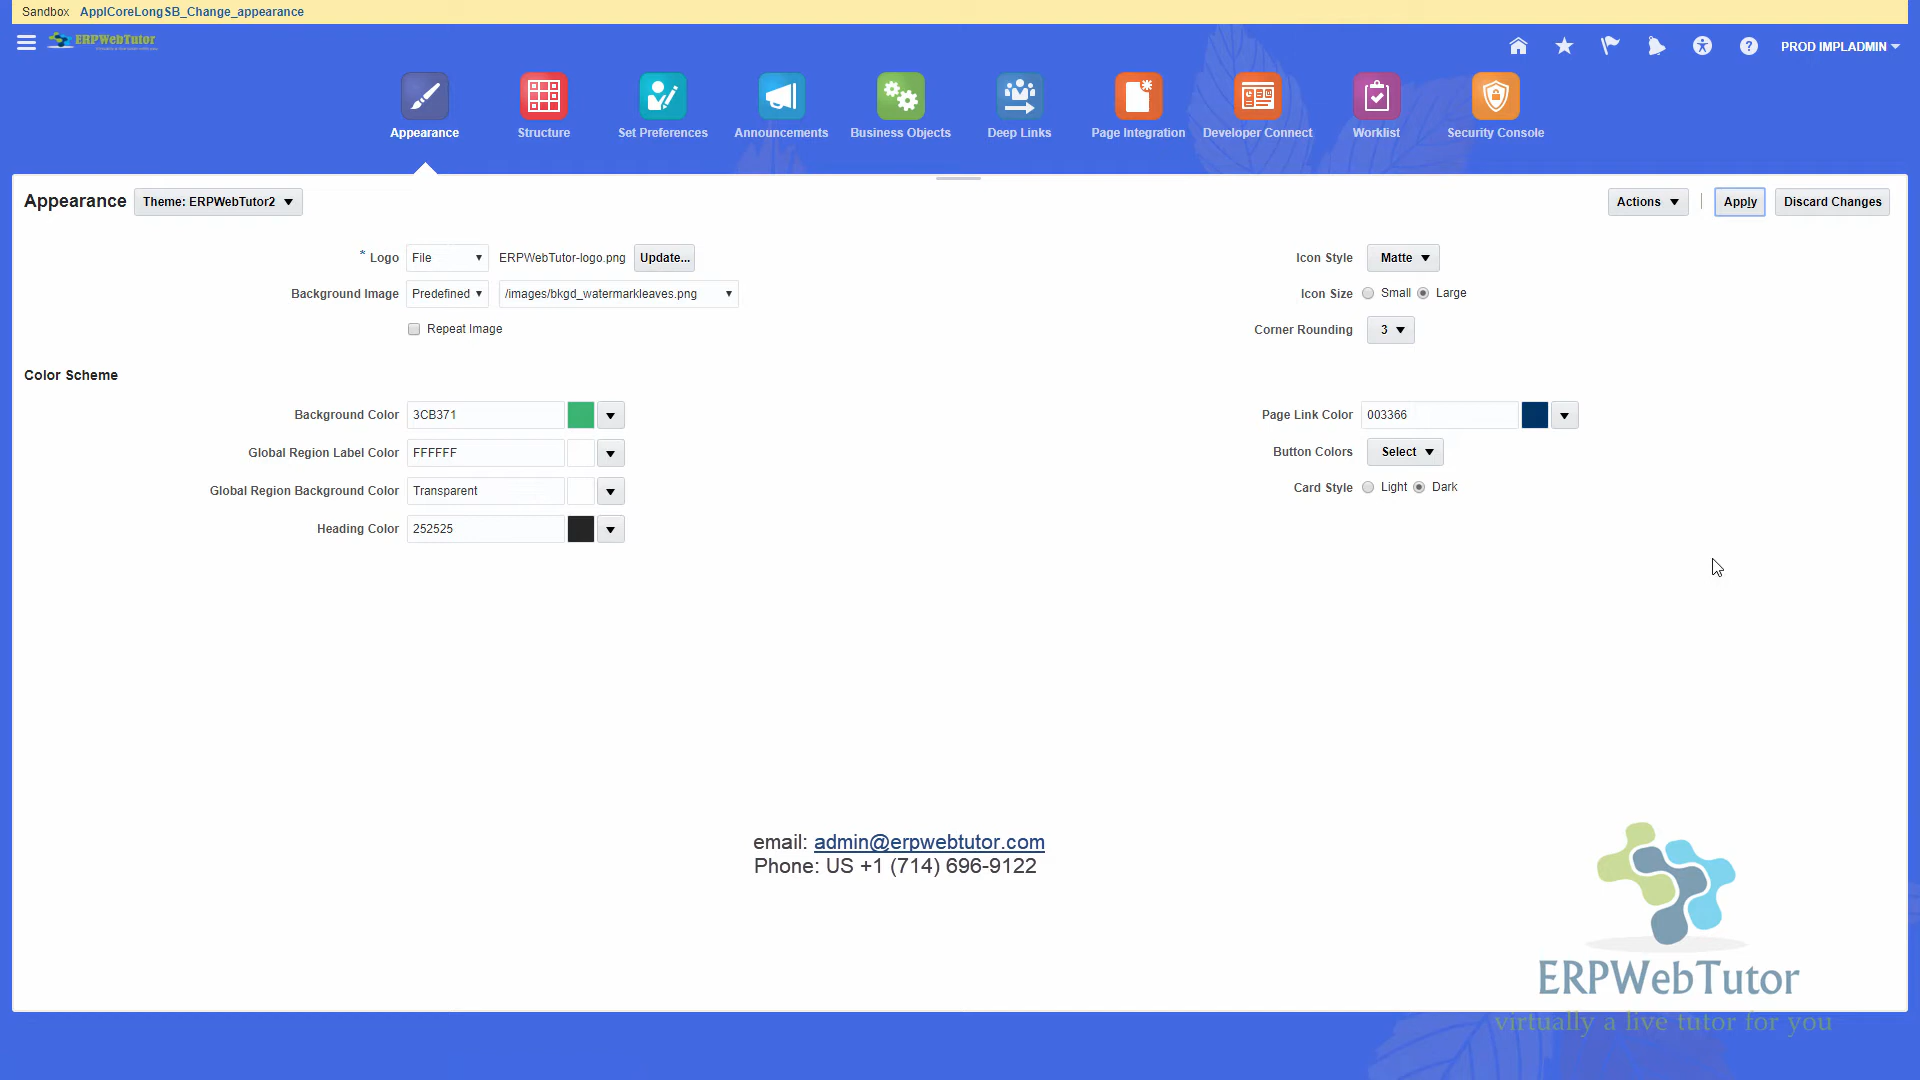 Sandbox ApplCoreLongSB_Change_appearance
ERPWebTutor
PROD IMPLADMIN
Appearance Structure Set Preferences Announcements Business Objects Deep Links Page Integration Developer Connect Worklist Security Console
Appearance Theme: ERPWebTutor2 Actions Apply Discard Changes
* Logo File ERPWebTutor-logo.png Update... Icon Style Matte
Background Image Predefined /images/bkgd_watermarkleaves.png Icon Size Small Large
Repeat Image Corner Rounding 3
Color Scheme
Background Color 3CB371 Page Link Color 003366
Global Region Label Color FFFFFF Button Colors Select
Global Region Background Color Transparent Card Style Light Dark
Heading Color 252525
email: admin@erpwebtutor.com
Phone: US +1 (714) 696-9122
ERPWebTutor
virtually a live tutor for you